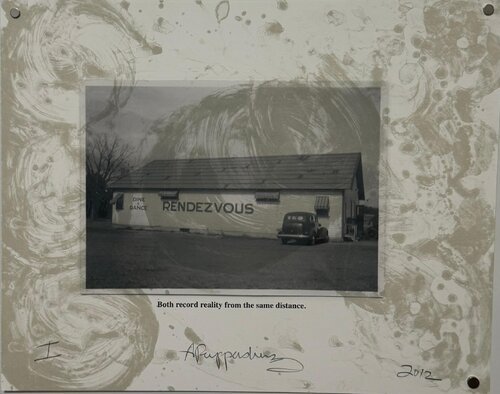 DINE
DANCE
RENDEZVOUS
Both record reality from the same distance.
I
2012